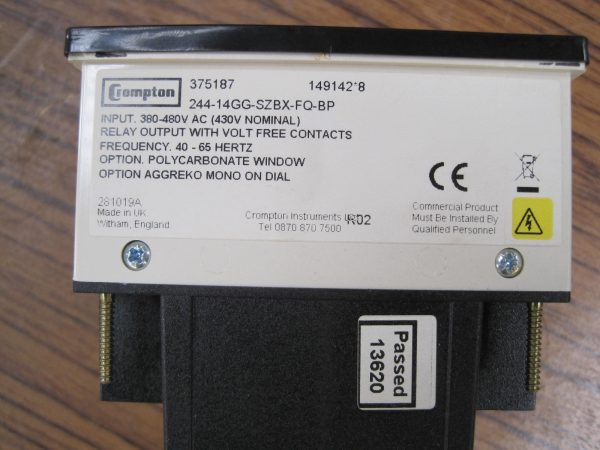 Crompton 375187 149142*8
244-14GG-SZBX-FQ-BP
INPUT. 380-480V AC (430V NOMINAL)
RELAY OUTPUT WITH VOLT FREE CONTACTS
FREQUENCY. 40 - 65 HERTZ
OPTION. POLYCARBONATE WINDOW
OPTION AGGREKO MONO ON DIAL
CE
281019A
Made in UK
Witham, England
Crompton Instruments
Tel 0870 870 7500
R02
Commercial Product
Must Be Installed By
Qualified Personnel
Passed
13620